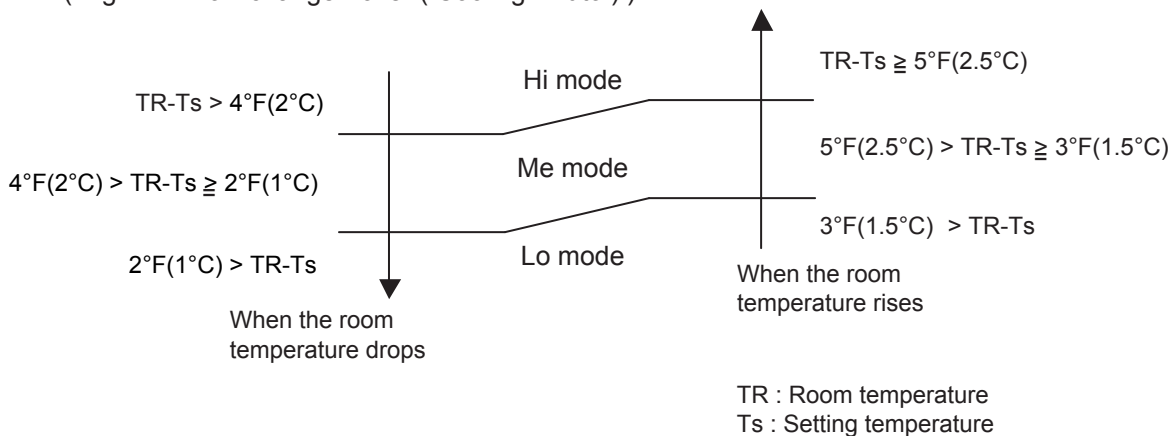 Hi mode
Me mode
Lo mode
TR-Ts > 4°F(2°C)
4°F(2°C) > TR-Ts ≧ 2°F(1°C)
2°F(1°C) > TR-Ts
When the room
temperature drops
TR-Ts ≧ 5°F(2.5°C)
5°F(2.5°C) > TR-Ts ≧ 3°F(1.5°C)
3°F(1.5°C) > TR-Ts
When the room
temperature rises
TR : Room temperature
Ts : Setting temperature